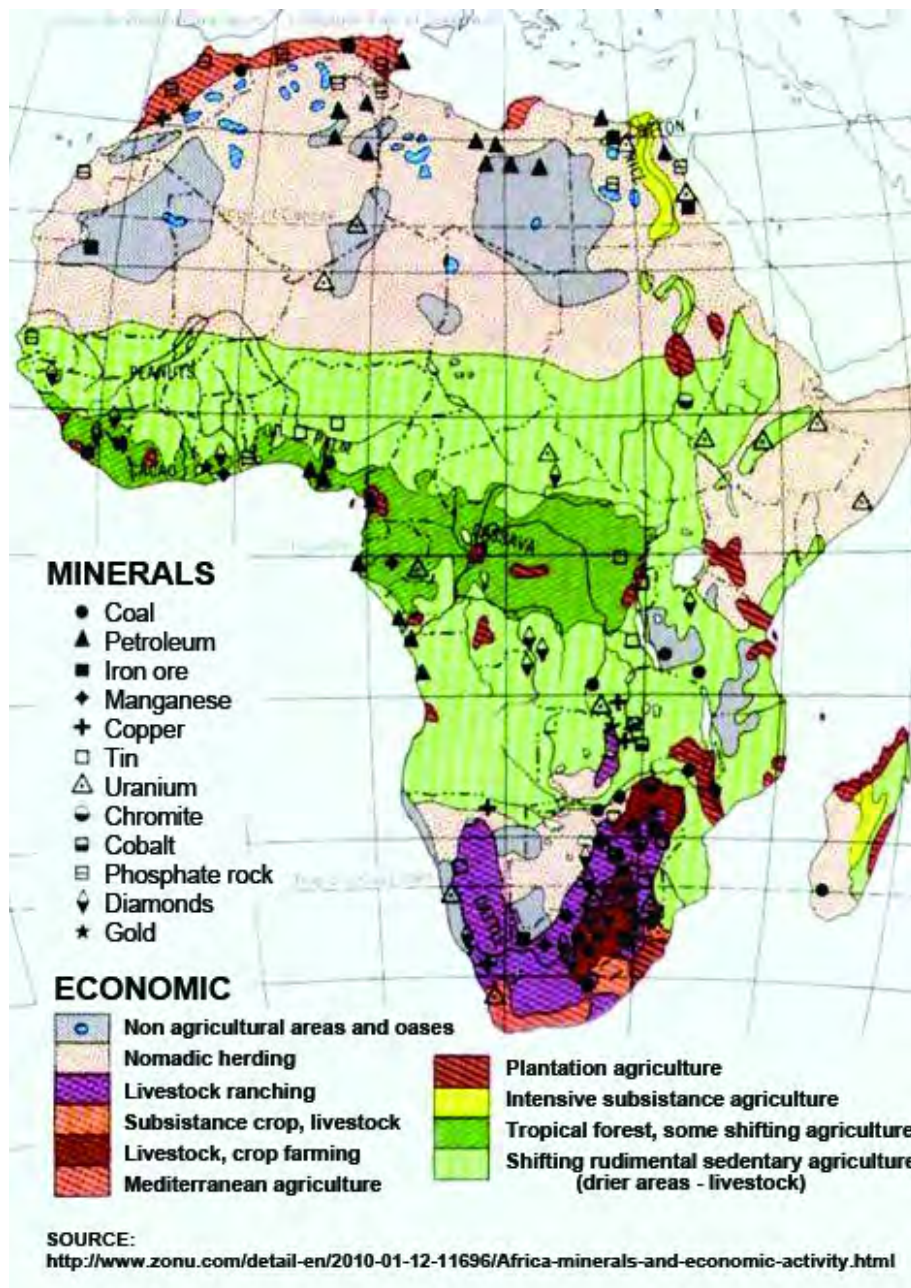 COTTON
PEANUTS
PALM
CACAO
CASSAVA
MINERALS
Coal
Petroleum
Iron ore
Manganese
Copper
Tin
Uranium
Chromite
Cobalt
Phosphate rock
Diamonds
Gold
ECONOMIC
Non agricultural areas and oases
Nomadic herding
Livestock ranching
Subsistance crop, livestock
Livestock, crop farming
Mediterranean agriculture
Plantation agriculture
Intensive subsistance agriculture
Tropical forest, some shifting agriculture
Shifting rudimental sedentary agriculture
(drier areas - livestock)
SOURCE:
http://www.zonu.com/detail-en/2010-01-12-11696/Africa-minerals-and-economic-activity.html